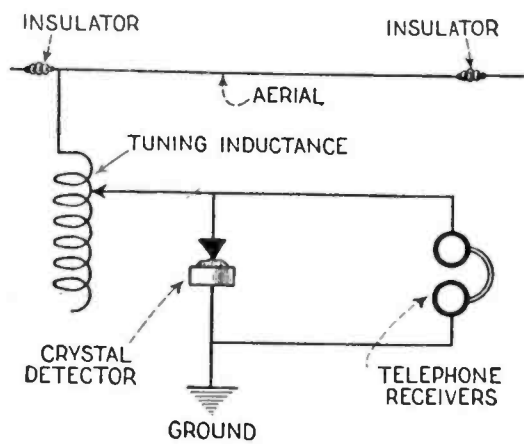 INSULATOR
INSULATOR
AERIAL
TUNING INDUCTANCE
CRYSTAL
DETECTOR
TELEPHONE
RECEIVERS
GROUND